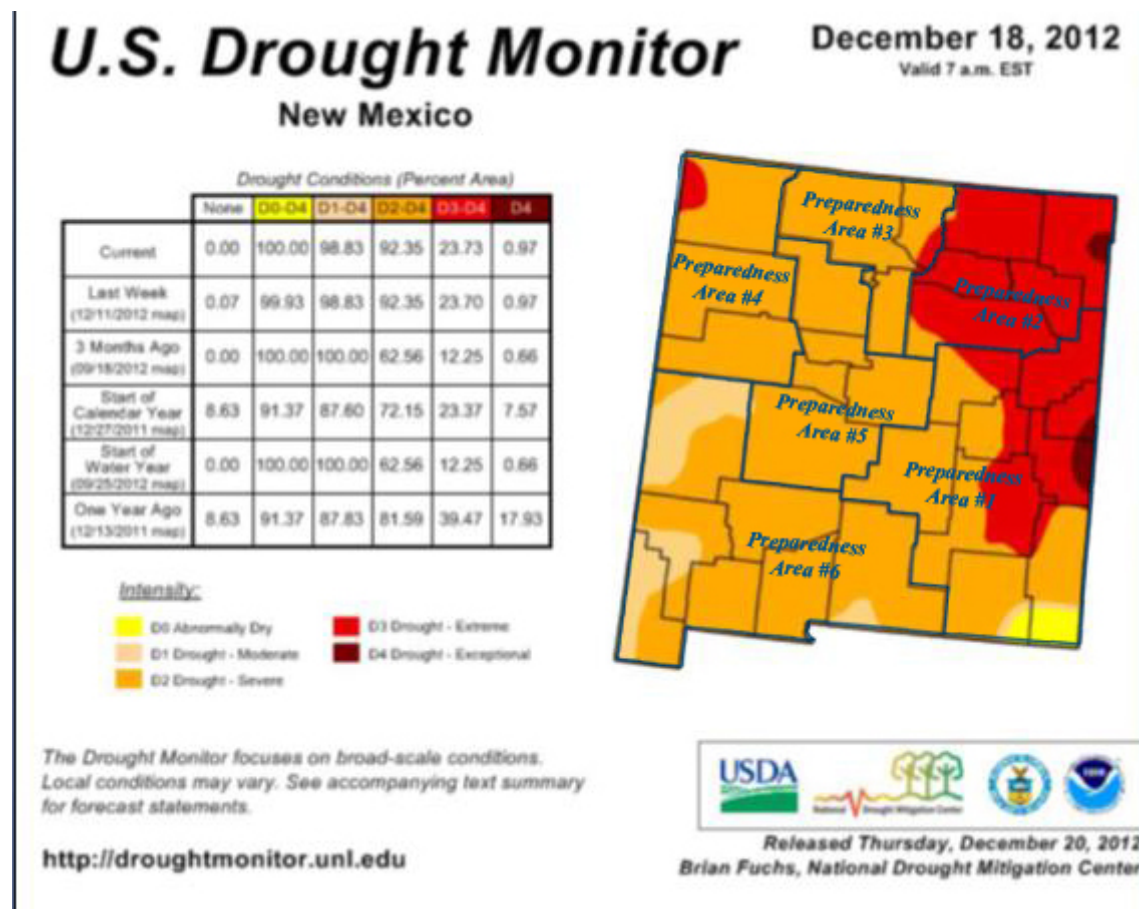 U.S. Drought Monitor
New Mexico
December 18, 2012
Valid 7 a.m. EST
Drought Conditions (Percent Area)
None D0-D4 D1-D4 D2-D4 D3-D4 D4
Current 0.00 100.00 98.83 92.35 23.73 0.97
Last Week
(12/11/2012 map) 0.07 99.93 98.83 92.35 23.70 0.97
3 Months Ago
(09/18/2012 map) 0.00 100.00 100.00 62.56 12.25 0.66
Start of
Calendar Year
(12/27/2011 map) 8.63 91.37 87.60 72.15 23.37 7.57
Start of
Water Year
(09/25/2012 map) 0.00 100.00 100.00 62.56 12.25 0.66
One Year Ago
(12/13/2011 map) 8.63 91.37 87.83 81.59 39.47 17.93
Intensity:
D0 Abnormally Dry
D1 Drought - Moderate
D2 Drought - Severe
D3 Drought - Extreme
D4 Drought - Exceptional
Preparedness
Area #3
Preparedness
Area #4
Preparedness
Area #2
Preparedness
Area #5
Preparedness
Area #1
Preparedness
Area #6
The Drought Monitor focuses on broad-scale conditions.
Local conditions may vary. See accompanying text summary
for forecast statements.
http://droughtmonitor.unl.edu
USDA
National Drought Mitigation Center
Released Thursday, December 20, 2012
Brian Fuchs, National Drought Mitigation Center